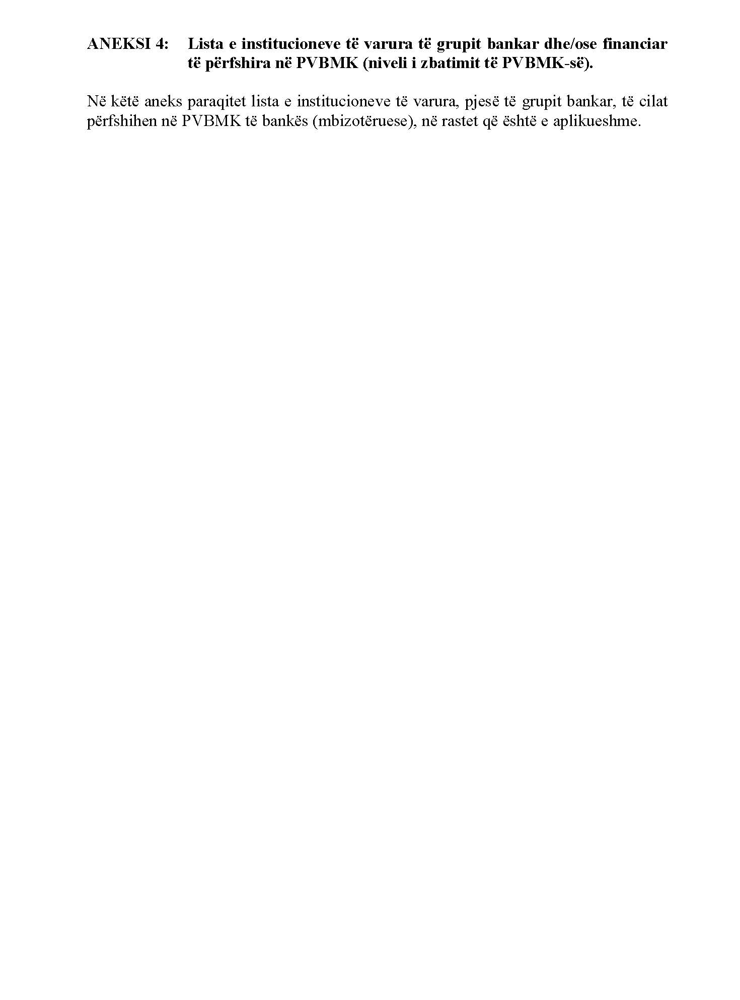 ANEKSI 4: Lista e institucioneve të varura të grupit bankar dhe/ose financiar
të përfshira në PVBMK (niveli i zbatimit të PVBMK-së).
Në këtë aneks paraqitet lista e institucioneve të varura, pjesë të grupit bankar, të cilat
përfshihen në PVBMK të bankës (mbizotëruese), në rastet që është e aplikueshme.